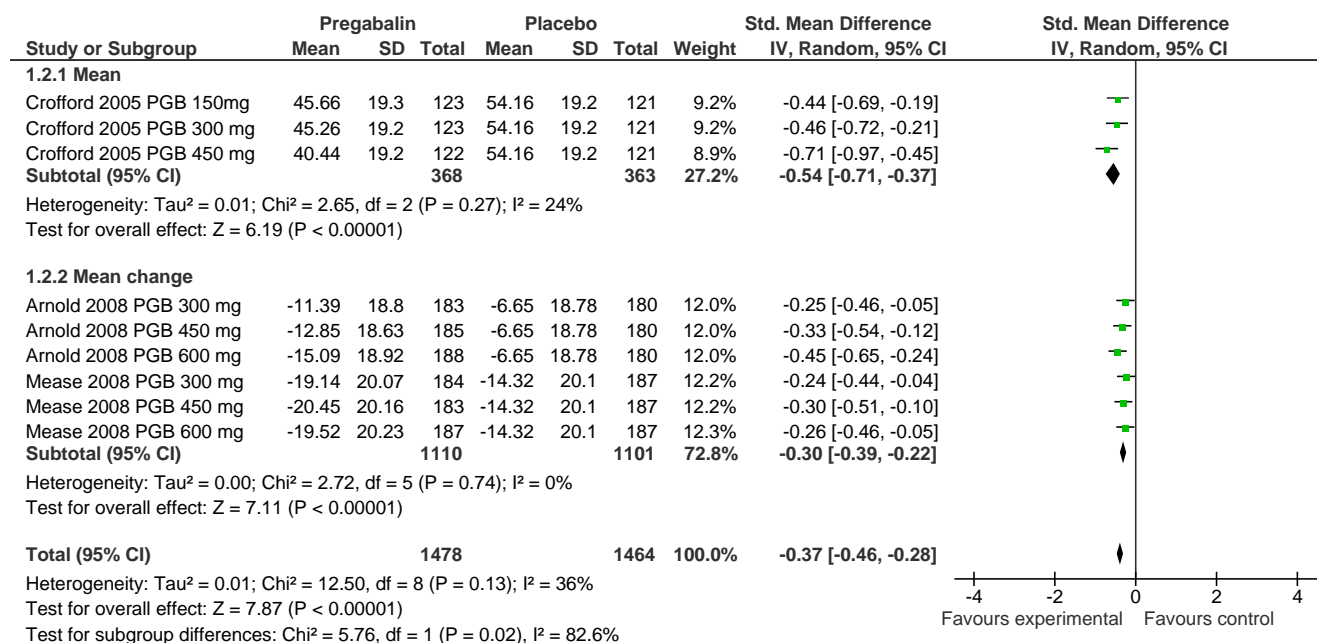 Pregabalin Placebo Std. Mean Difference Std. Mean Difference
Study or Subgroup Mean SD Total Mean SD Total Weight IV, Random, 95% CI IV, Random, 95% CI
1.2.1 Mean
Crofford 2005 PGB 150mg 45.66 19.3 123 54.16 19.2 121 9.2% -0.44 [-0.69, -0.19]
Crofford 2005 PGB 300 mg 45.26 19.2 123 54.16 19.2 121 9.2% -0.46 [-0.72, -0.21]
Crofford 2005 PGB 450 mg 40.44 19.2 122 54.16 19.2 121 8.9% -0.71 [-0.97, -0.45]
Subtotal (95% CI) 368 363 27.2% -0.54 [-0.71, -0.37]
Heterogeneity: Tau² = 0.01; Chi² = 2.65, df = 2 (P = 0.27); I² = 24%
Test for overall effect: Z = 6.19 (P < 0.00001)
1.2.2 Mean change
Arnold 2008 PGB 300 mg -11.39 18.8 183 -6.65 18.78 180 12.0% -0.25 [-0.46, -0.05]
Arnold 2008 PGB 450 mg -12.85 18.63 185 -6.65 18.78 180 12.0% -0.33 [-0.54, -0.12]
Arnold 2008 PGB 600 mg -15.09 18.92 188 -6.65 18.78 180 12.0% -0.45 [-0.65, -0.24]
Mease 2008 PGB 300 mg -19.14 20.07 184 -14.32 20.1 187 12.2% -0.24 [-0.44, -0.04]
Mease 2008 PGB 450 mg -20.45 20.16 183 -14.32 20.1 187 12.2% -0.30 [-0.51, -0.10]
Mease 2008 PGB 600 mg -19.52 20.23 187 -14.32 20.1 187 12.3% -0.26 [-0.46, -0.05]
Subtotal (95% CI) 1110 1101 72.8% -0.30 [-0.39, -0.22]
Heterogeneity: Tau² = 0.00; Chi² = 2.72, df = 5 (P = 0.74); I² = 0%
Test for overall effect: Z = 7.11 (P < 0.00001)
Total (95% CI) 1478 1464 100.0% -0.37 [-0.46, -0.28]
Heterogeneity: Tau² = 0.01; Chi² = 12.50, df = 8 (P = 0.13); I² = 36%
Test for overall effect: Z = 7.87 (P < 0.00001)
Test for subgroup differences: Chi² = 5.76, df = 1 (P = 0.02), I² = 82.6%
-4 -2 0 2 4
Favours experimental Favours control